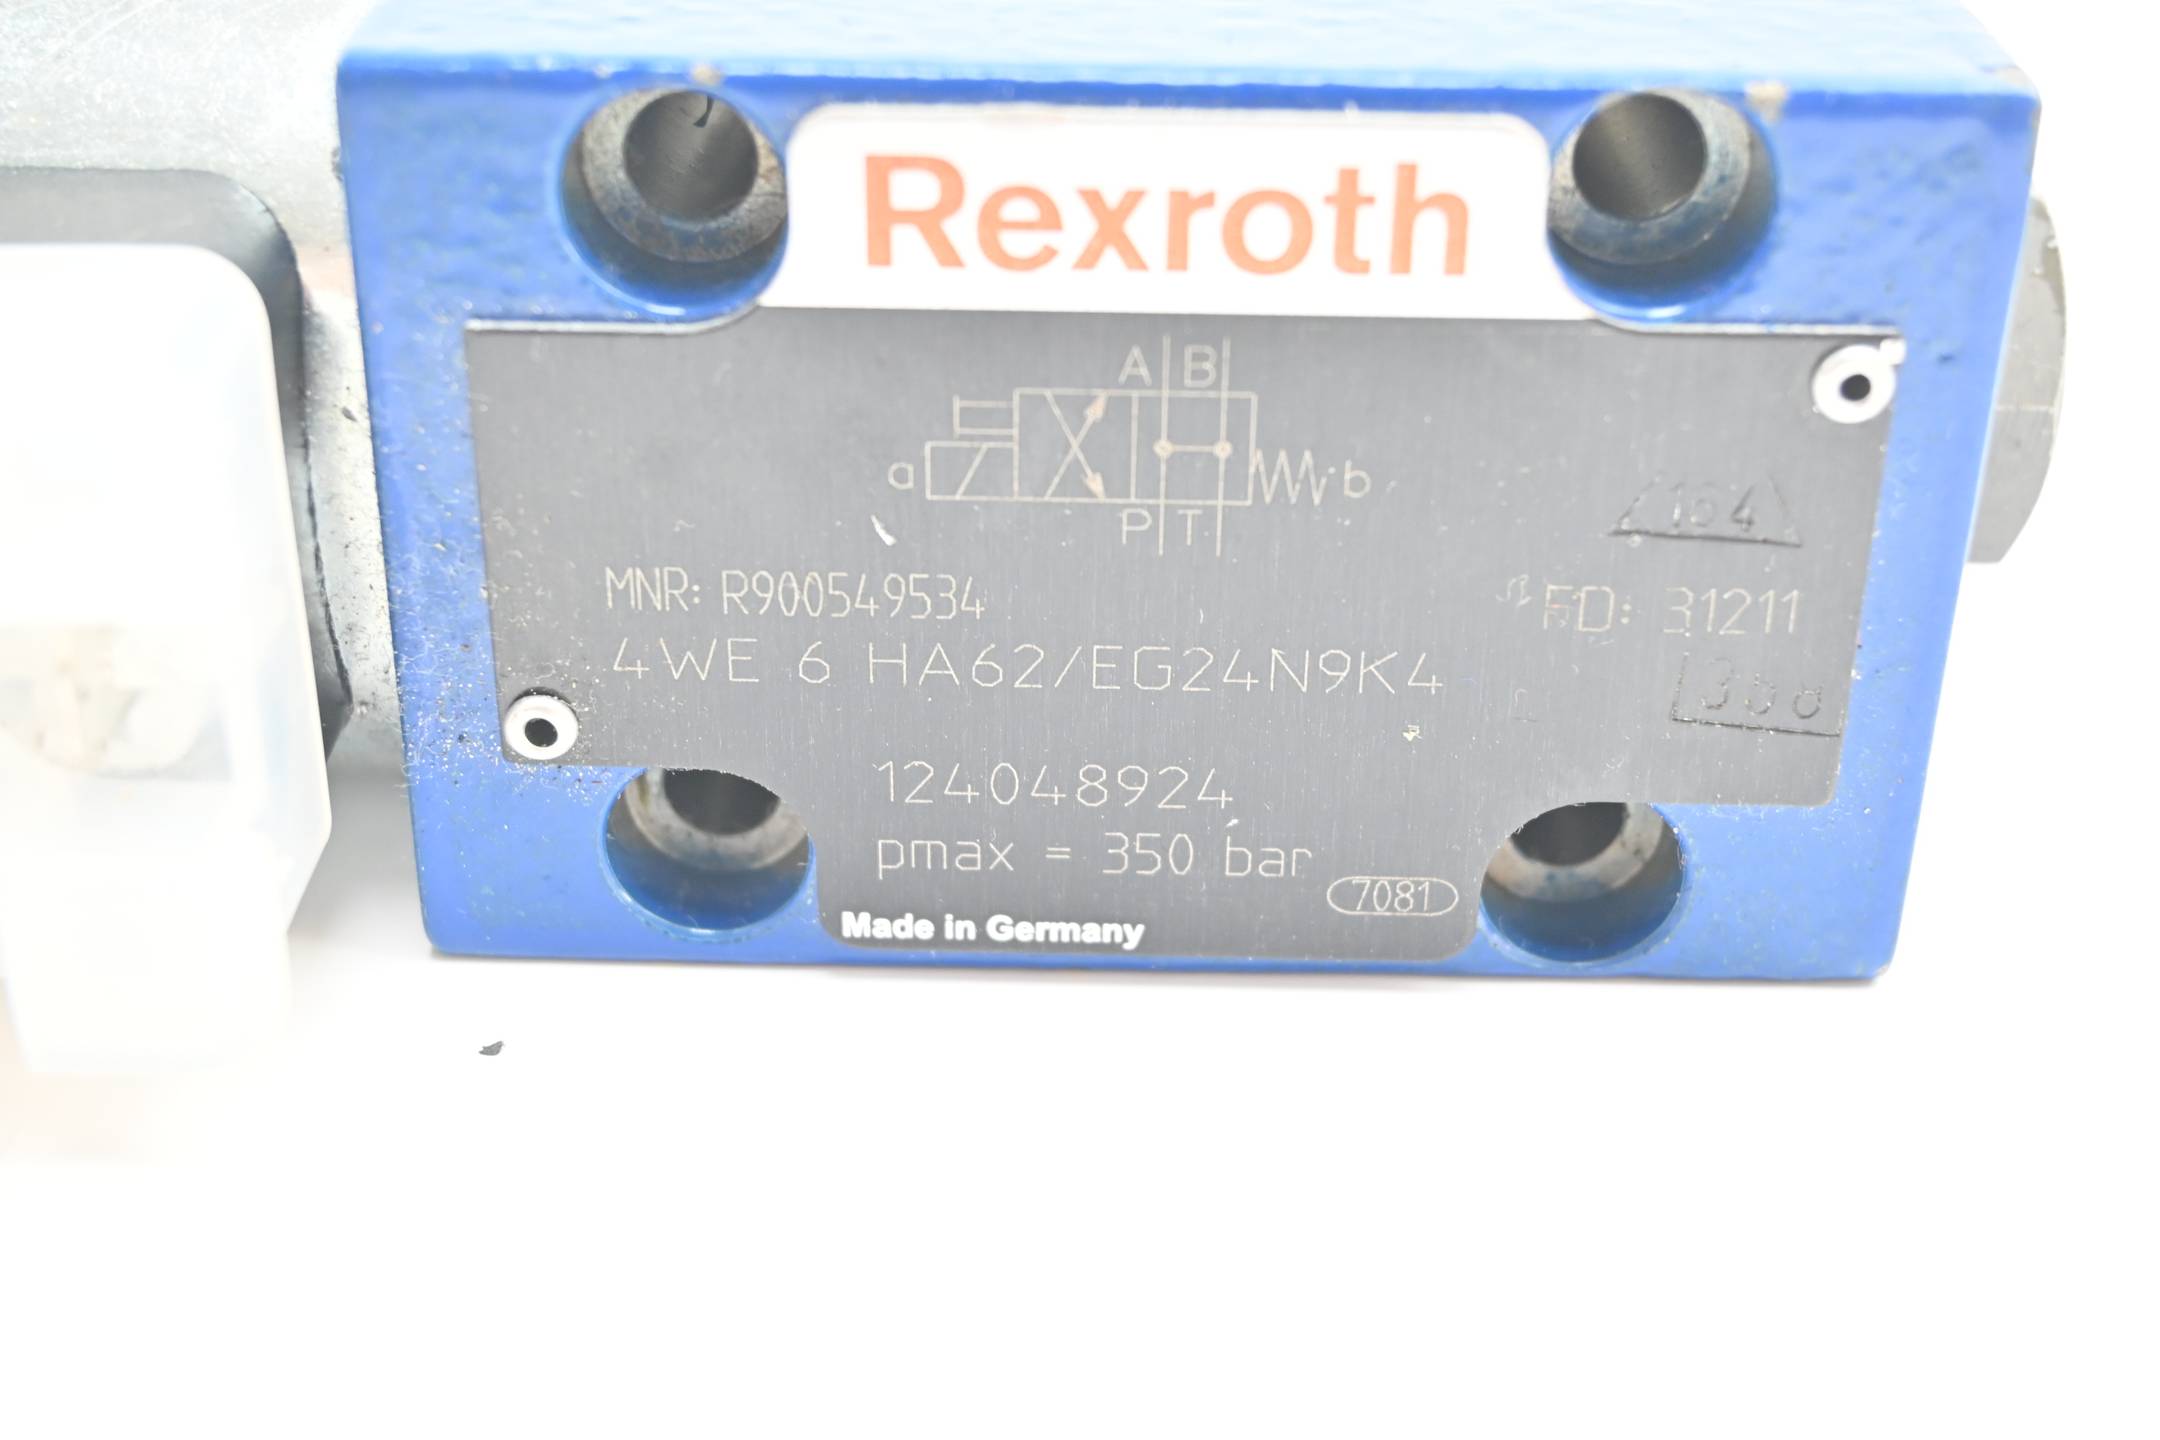 Rexroth
A B
a b
P T
MNR: R900549534
FD: 31211
4WE 6 HA62/EG24N9K4
124048924
pmax = 350 bar
7081
Made in Germany